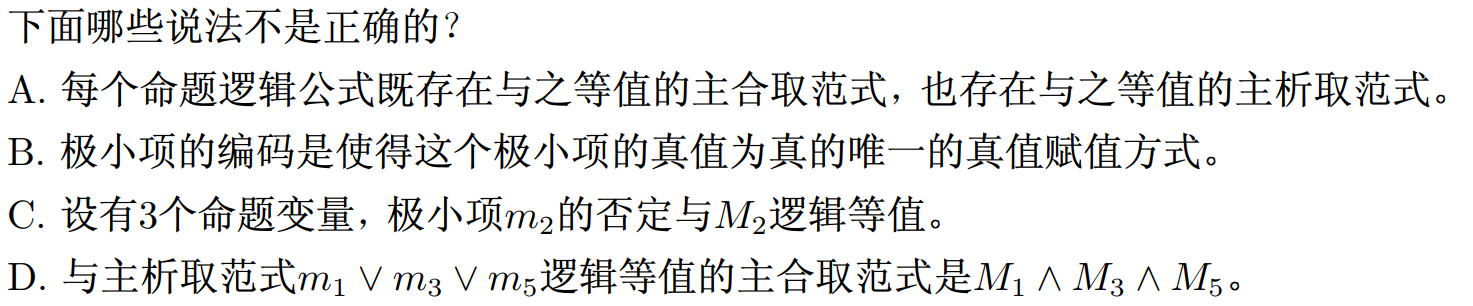 下面哪些说法不是正确的？
A. 每个命题逻辑公式既存在与之等值的主合取范式，也存在与之等值的主析取范式。
B. 极小项的编码是使得这个极小项的真值为真的唯一的真值赋值方式。
C. 设有3个命题变量，极小项m₂的否定与M₂逻辑等值。
D. 与主析取范式m₁ ∨ m₃ ∨ m₅逻辑等值的主合取范式是M₁ ∧ M₃ ∧ M₅。